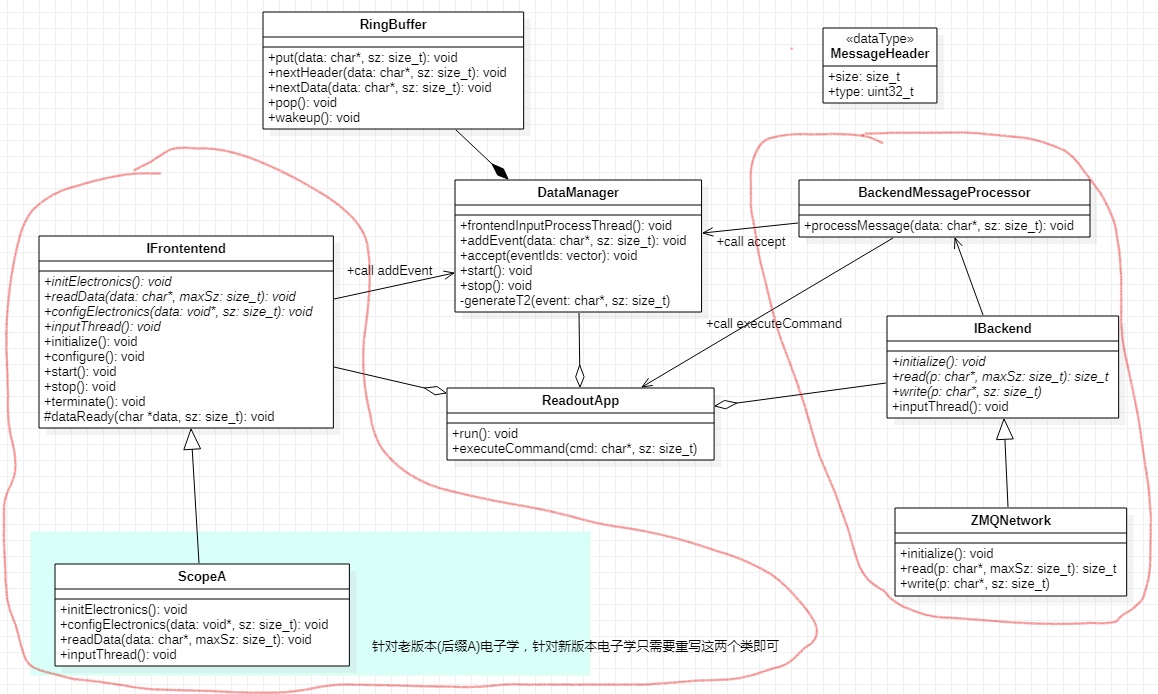 RingBuffer
+put(data: char*, sz: size_t): void
+nextHeader(data: char*, sz: size_t): void
+nextData(data: char*, sz: size_t): void
+pop(): void
+wakeup(): void
«dataType»
MessageHeader
+size: size_t
+type: uint32_t
DataManager
+frontendInputProcessThread(): void
+addEvent(data: char*, sz: size_t): void
+accept(eventIds: vector): void
+start(): void
+stop(): void
-generateT2(event: char*, sz: size_t)
BackendMessageProcessor
+processMessage(data: char*, sz: size_t): void
+call accept
IFrontentend
+initElectronics(): void
+readData(data: char*, maxSz: size_t): void
+configElectronics(data: void*, sz: size_t): void
+inputThread(): void
+initialize(): void
+configure(): void
+start(): void
+stop(): void
+terminate(): void
#dataReady(char *data, sz: size_t): void
+call addEvent
+call executeCommand
IBackend
+initialize(): void
+read(p: char*, maxSz: size_t): size_t
+write(p: char*, sz: size_t)
+inputThread(): void
ReadoutApp
+run(): void
+executeCommand(cmd: char*, sz: size_t)
ZMQNetwork
+initialize(): void
+read(p: char*, maxSz: size_t): size_t
+write(p: char*, sz: size_t)
ScopeA
+initElectronics(): void
+configElectronics(data: void*, sz: size_t): void
+readData(data: char*, maxSz: size_t): void
+inputThread(): void
针对老版本(后缀A)电子学，针对新版本电子学只需要重写这两个类即可